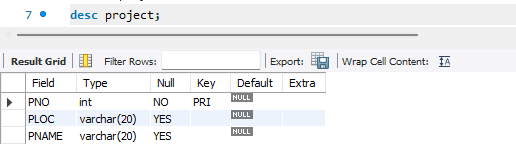 7 desc project;
Result Grid Filter Rows: Export: Wrap Cell Content:
Field Type Null Key Default Extra
PNO int NO PRI NULL
PLOC varchar(20) YES NULL
PNAME varchar(20) YES NULL